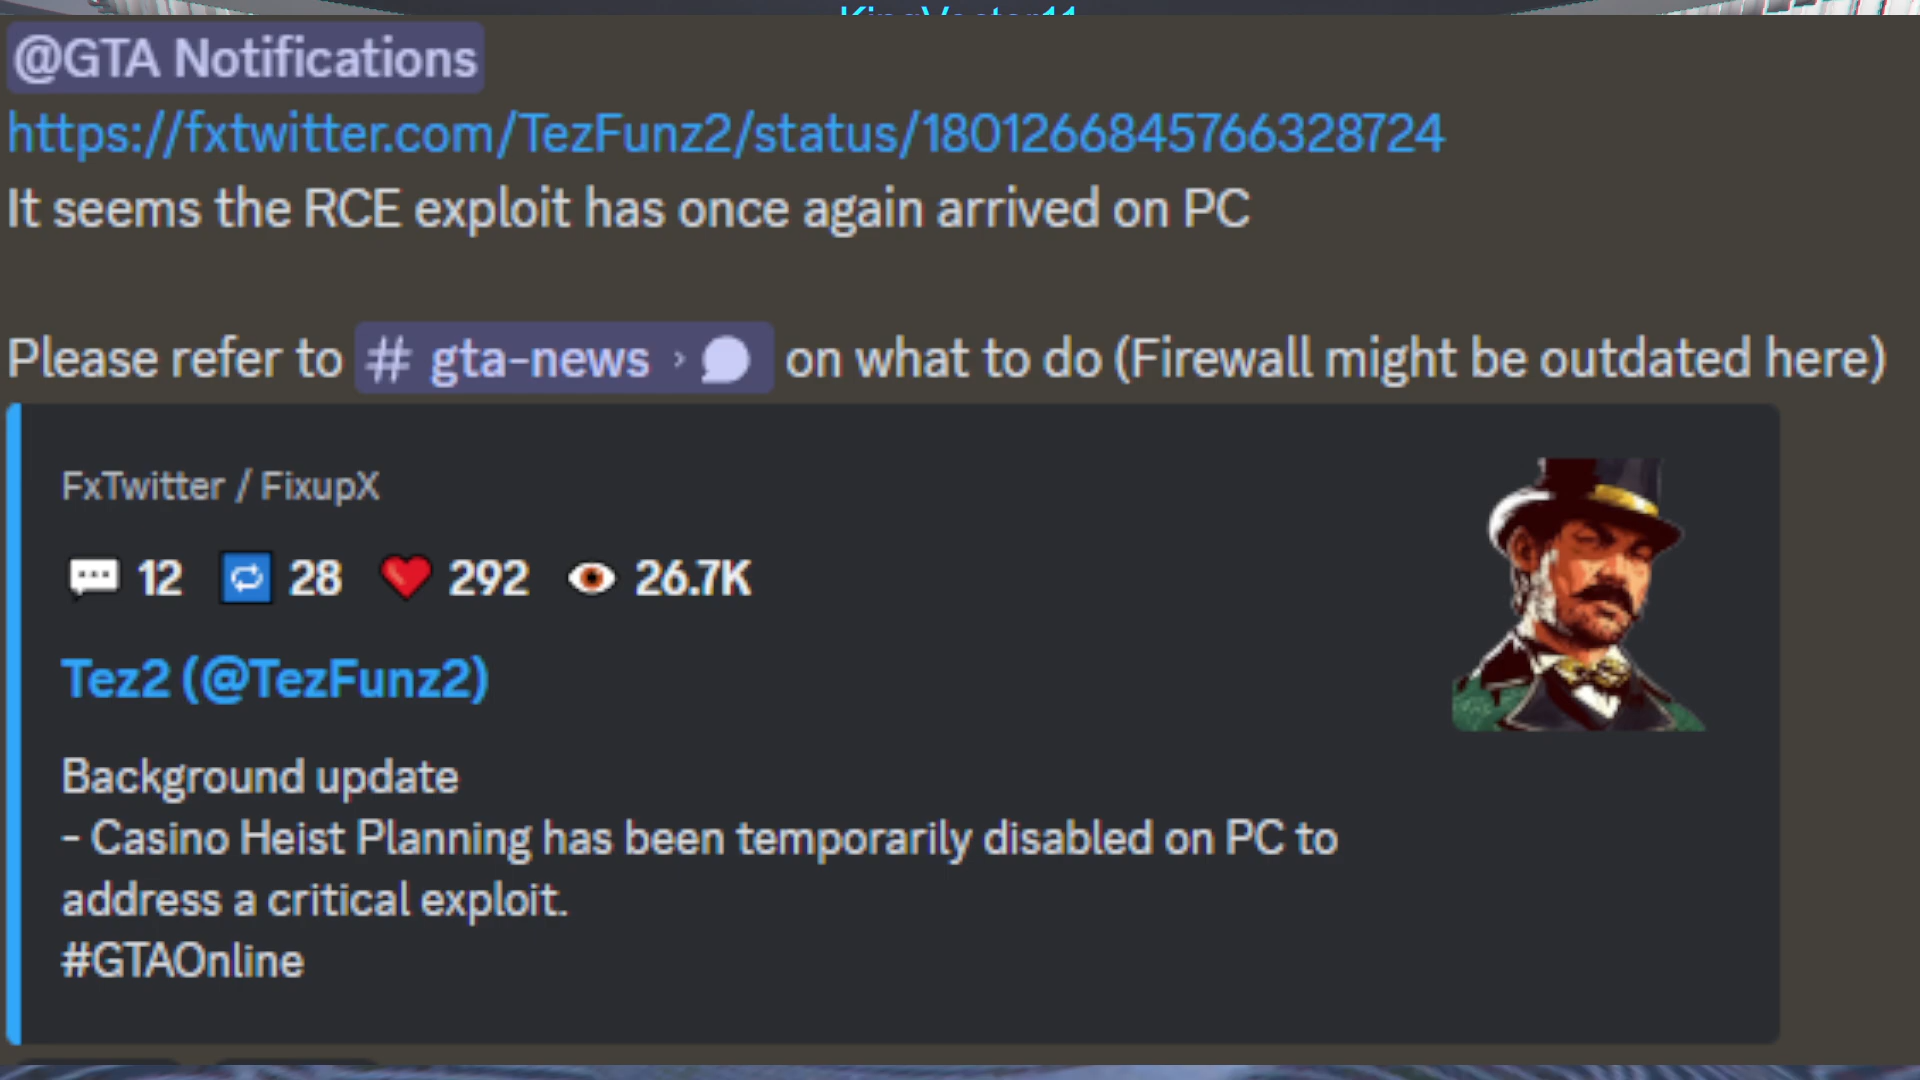 @GTA Notifications
https://fxtwitter.com/TezFunz2/status/1801266845766328724
It seems the RCE exploit has once again arrived on PC
Please refer to # gta-news › on what to do (Firewall might be outdated here)
FxTwitter / FixupX
12 28 292 26.7K
Tez2 (@TezFunz2)
Background update
- Casino Heist Planning has been temporarily disabled on PC to
address a critical exploit.
#GTAOnline